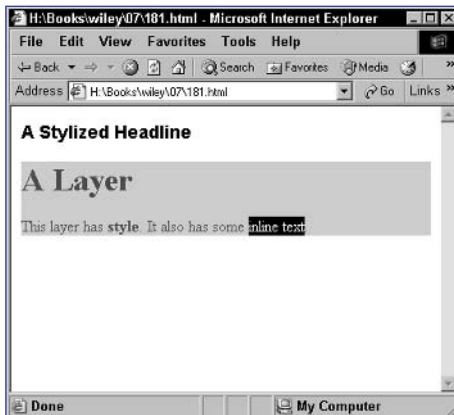 H:\Books\wiley\07\181.html - Microsoft Internet Explorer
File Edit View Favorites Tools Help
Back Search Favorites Media »
Address H:\Books\wiley\07\181.html Go Links »
A Stylized Headline
A Layer
This layer has style. It also has some inline text
Done My Computer